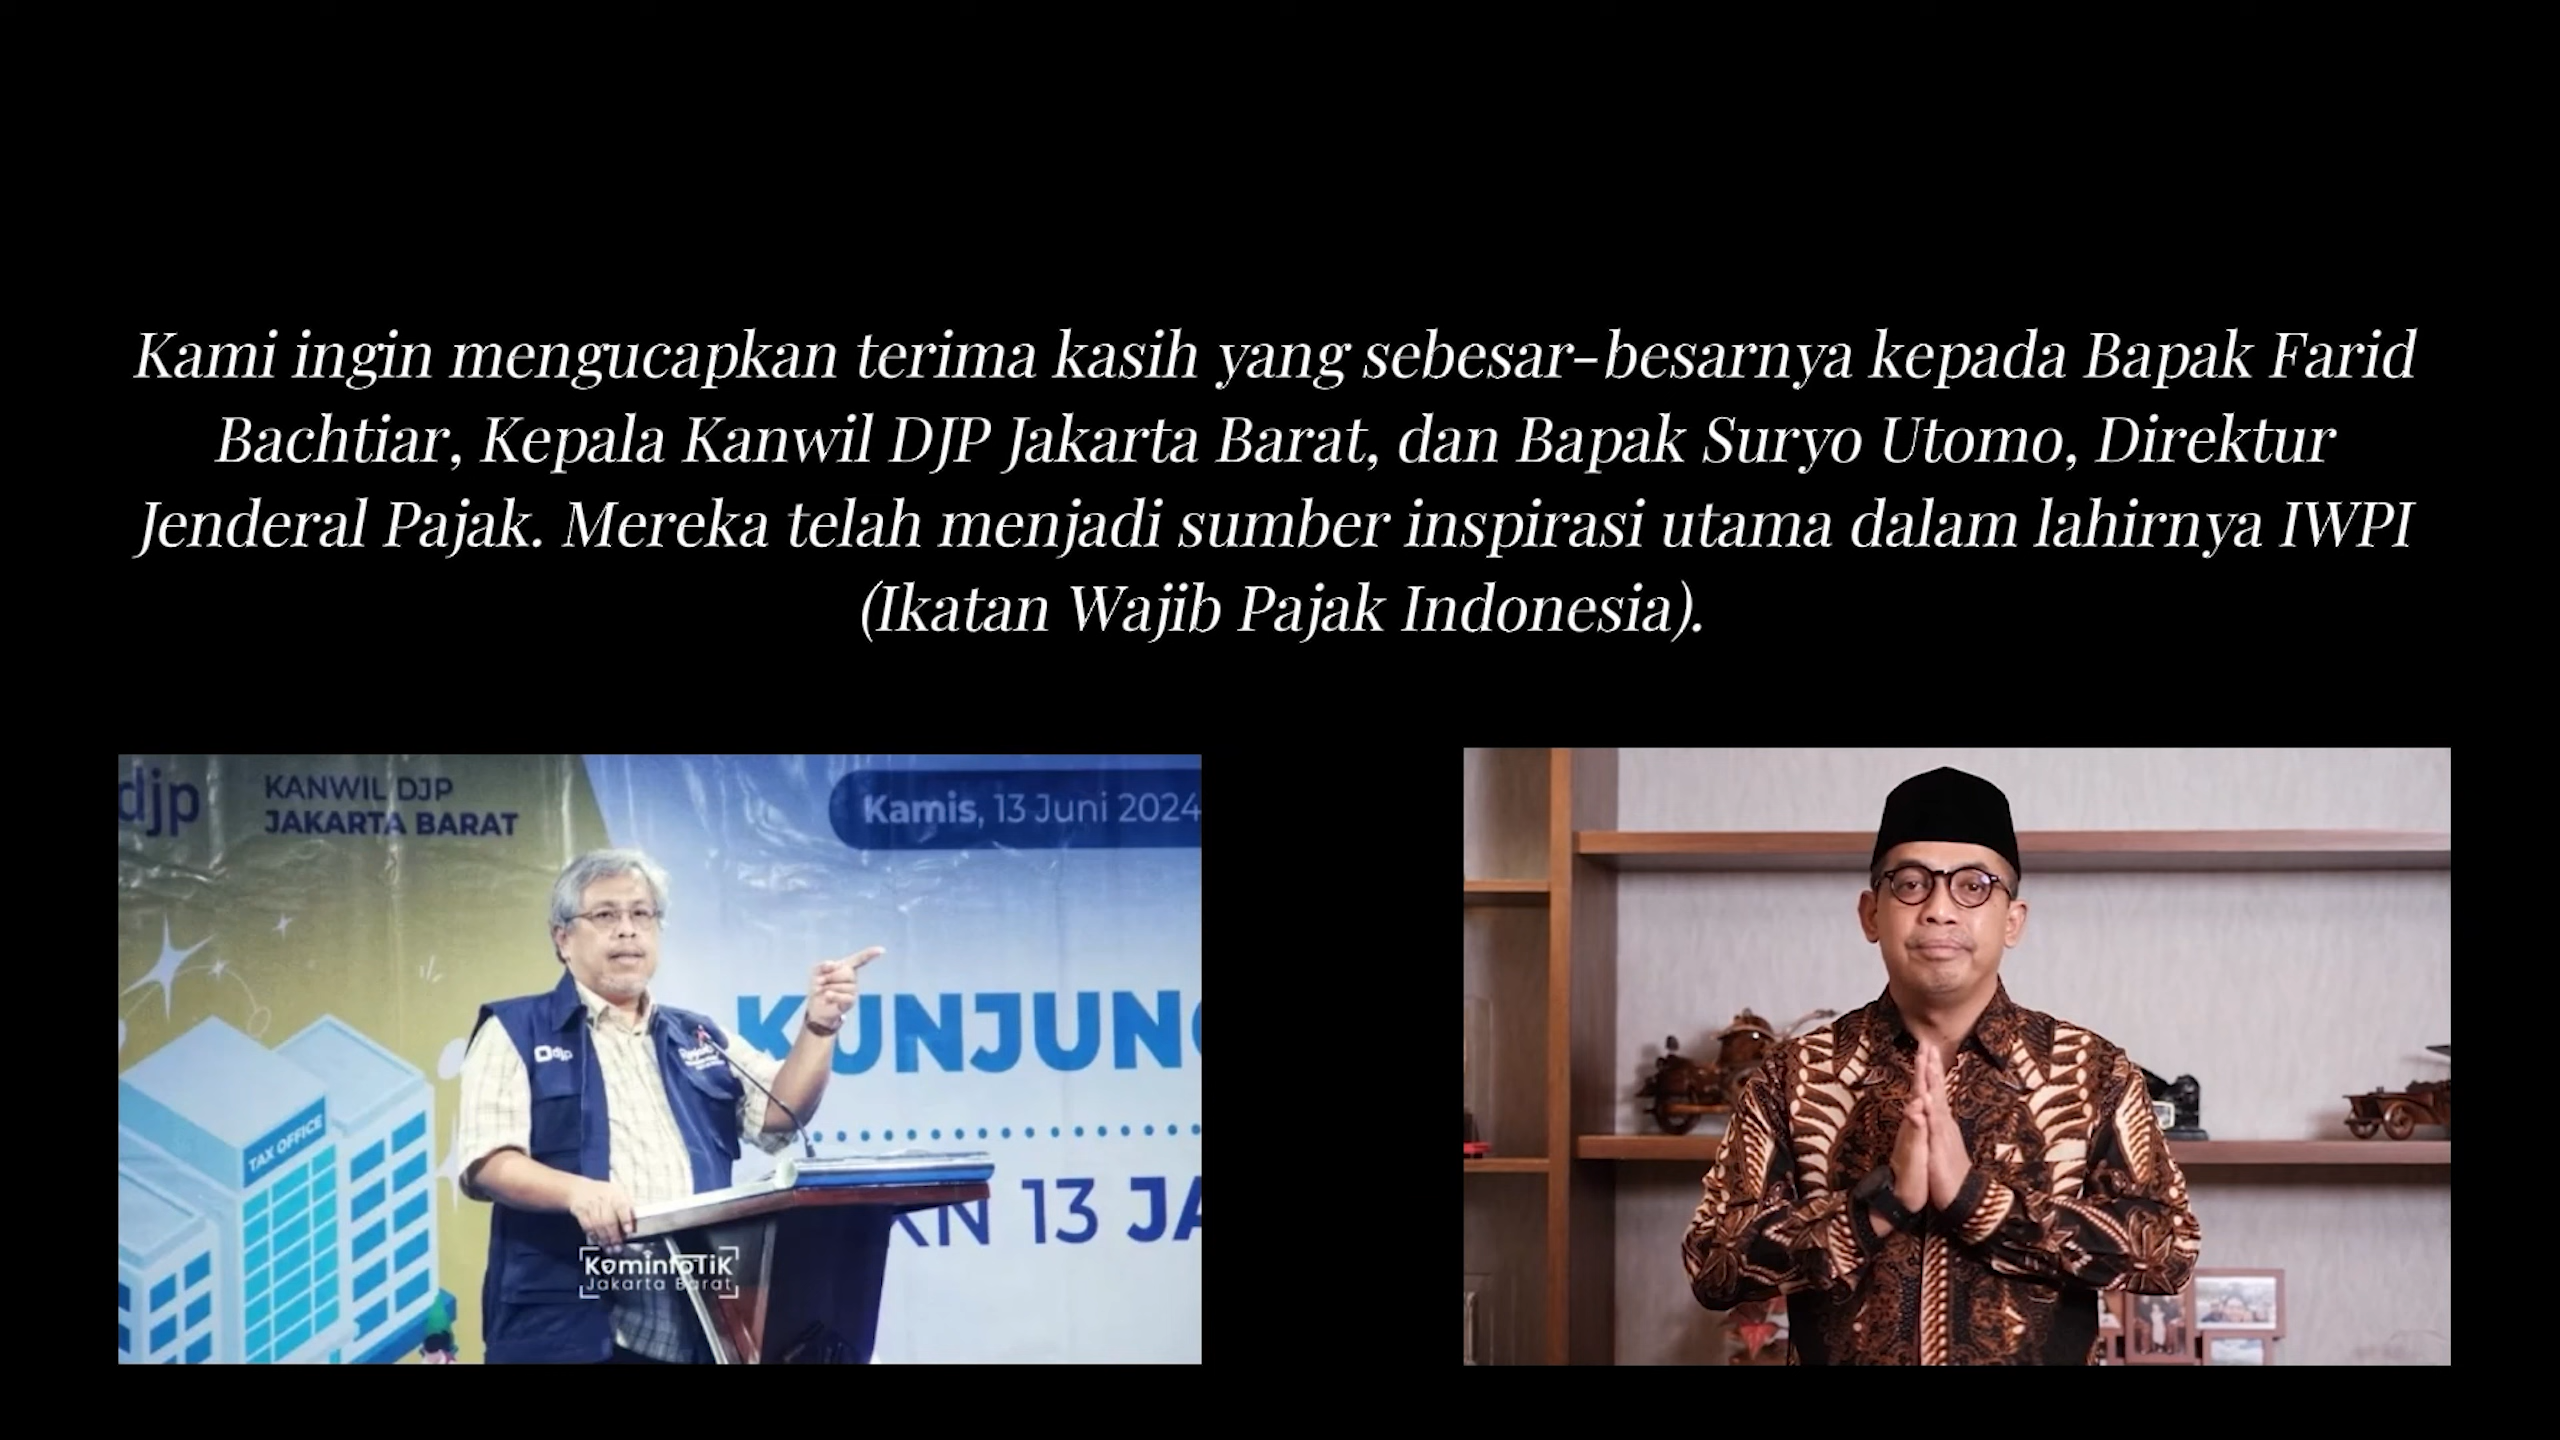 Kami ingin mengucapkan terima kasih yang sebesar-besarnya kepada Bapak Farid
Bachtiar, Kepala Kanwil DJP Jakarta Barat, dan Bapak Suryo Utomo, Direktur
Jenderal Pajak. Mereka telah menjadi sumber inspirasi utama dalam lahirnya IWPI
(Ikatan Wajib Pajak Indonesia).
djp
KANWIL DJP
JAKARTA BARAT
Kamis, 13 Juni 2024
TAX OFFICE
djp
KUNJUNG
KN 13 JA
KominfoTIK
Jakarta Barat